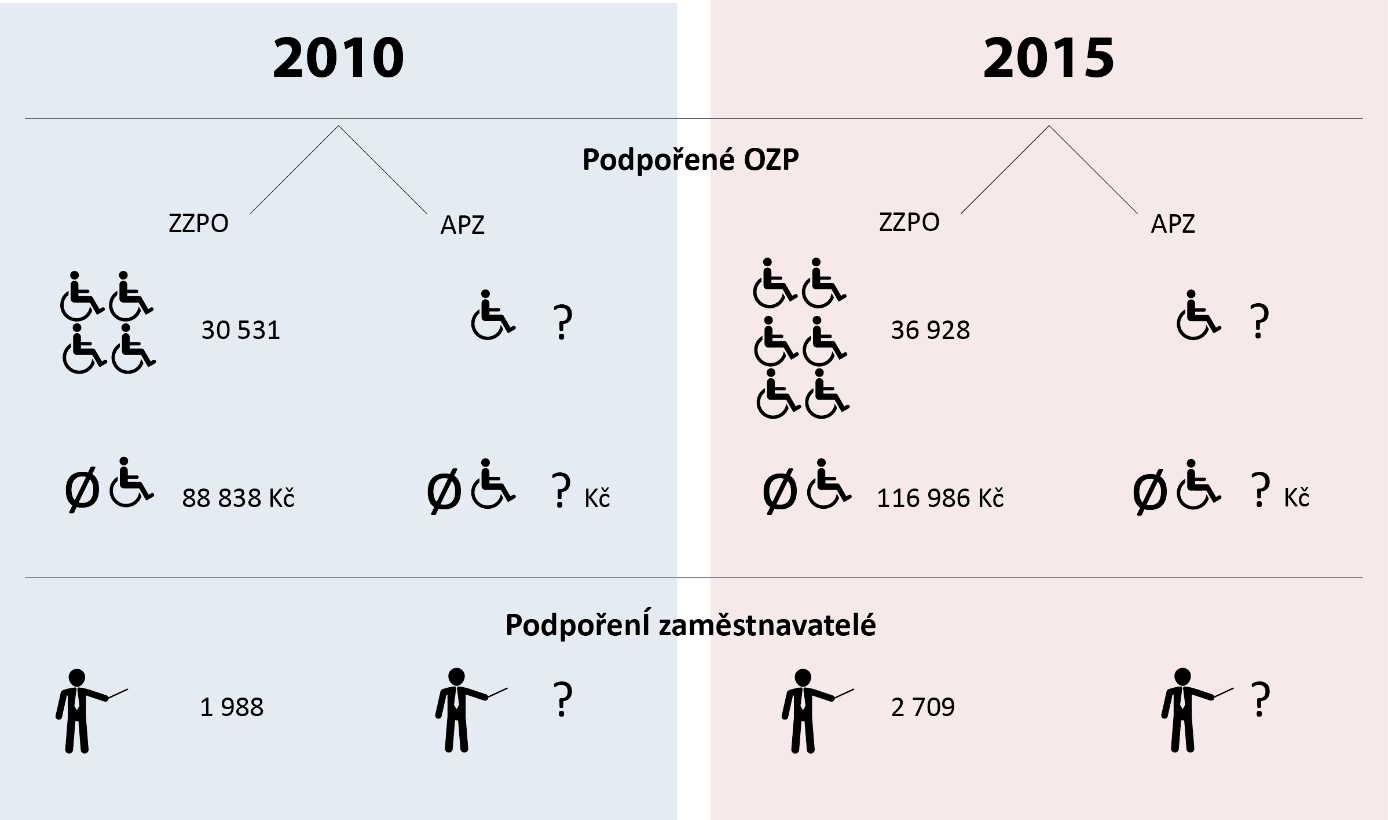 2010
2015
Podpořené OZP
ZZPO
APZ
ZZPO
APZ
30 531
?
36 928
?
Ø
88 838 Kč
Ø
? Kč
Ø
116 986 Kč
Ø
? Kč
PodpořenÍ zaměstnavatelé
1 988
?
2 709
?